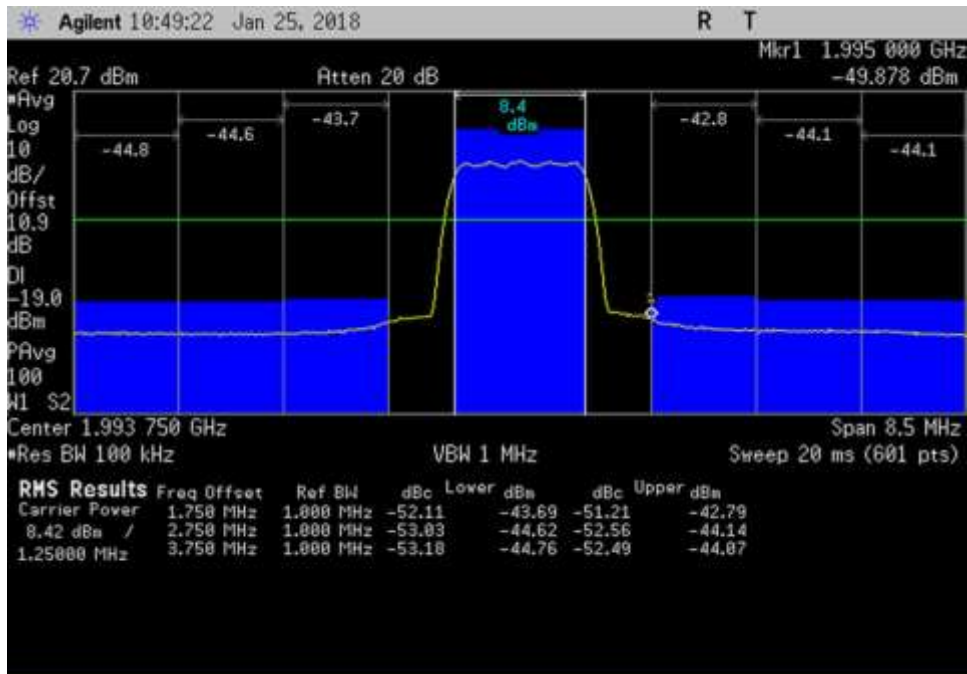 Agilent 10:49:22 Jan 25, 2018 R T
Mkr1 1.995 000 GHz
Ref 20.7 dBm Atten 20 dB -49.878 dBm
*Avg
Log
10
dB/
Offst
10.9
dB
DI
-19.0
dBm
PAvg
100
W1 S2
-44.8 -44.6 -43.7 8.4 dBm -42.8 -44.1 -44.1
1
Center 1.993 750 GHz Span 8.5 MHz
*Res BW 100 kHz VBW 1 MHz Sweep 20 ms (601 pts)
RMS Results Freq Offset Ref BW dBc Lower dBm dBc Upper dBm
Carrier Power 1.750 MHz 1.000 MHz -52.11 -43.69 -51.21 -42.79
8.42 dBm / 2.750 MHz 1.000 MHz -53.03 -44.62 -52.56 -44.14
1.25000 MHz 3.750 MHz 1.000 MHz -53.18 -44.76 -52.49 -44.07